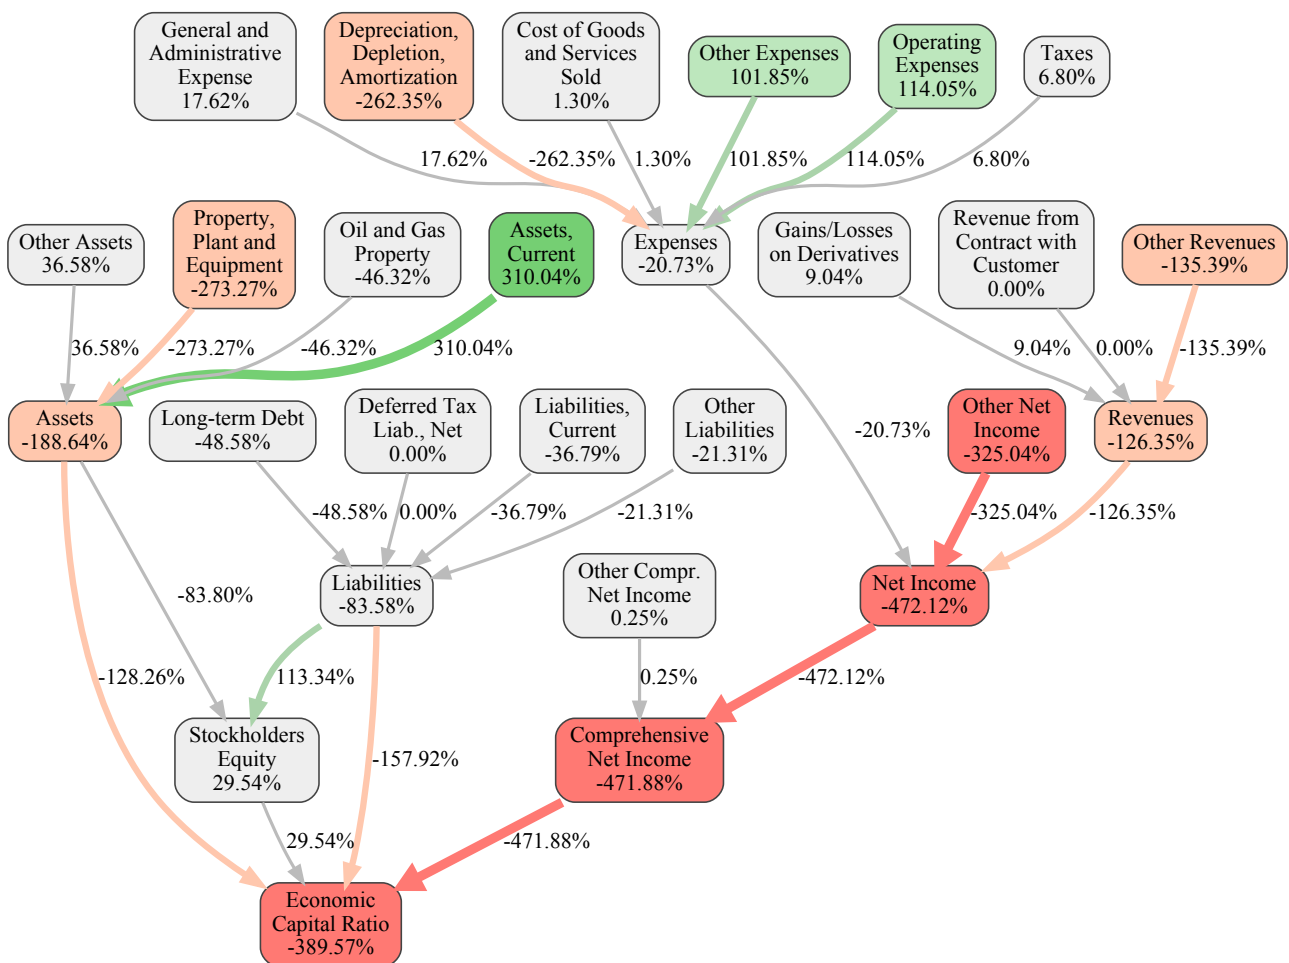 General and
Administrative
Expense
17.62%
Depreciation,
Depletion,
Amortization
-262.35%
Cost of Goods
and Services
Sold
1.30%
Other Expenses
101.85%
Operating
Expenses
114.05%
Taxes
6.80%
17.62%
-262.35%
1.30%
101.85%
114.05%
6.80%
Other Assets
36.58%
Property,
Plant and
Equipment
-273.27%
Oil and Gas
Property
-46.32%
Assets,
Current
310.04%
Expenses
-20.73%
Gains/Losses
on Derivatives
9.04%
Revenue from
Contract with
Customer
0.00%
Other Revenues
-135.39%
36.58%
-273.27%
-46.32%
310.04%
9.04%
0.00%
-135.39%
Assets
-188.64%
Long-term Debt
-48.58%
Deferred Tax
Liab., Net
0.00%
Liabilities,
Current
-36.79%
Other
Liabilities
-21.31%
-20.73%
Other Net
Income
-325.04%
Revenues
-126.35%
-48.58%
0.00%
-36.79%
-21.31%
-325.04%
-126.35%
-83.80%
Liabilities
-83.58%
Other Compr.
Net Income
0.25%
Net Income
-472.12%
-128.26%
113.34%
0.25%
-472.12%
Stockholders
Equity
29.54%
-157.92%
Comprehensive
Net Income
-471.88%
29.54%
-471.88%
Economic
Capital Ratio
-389.57%